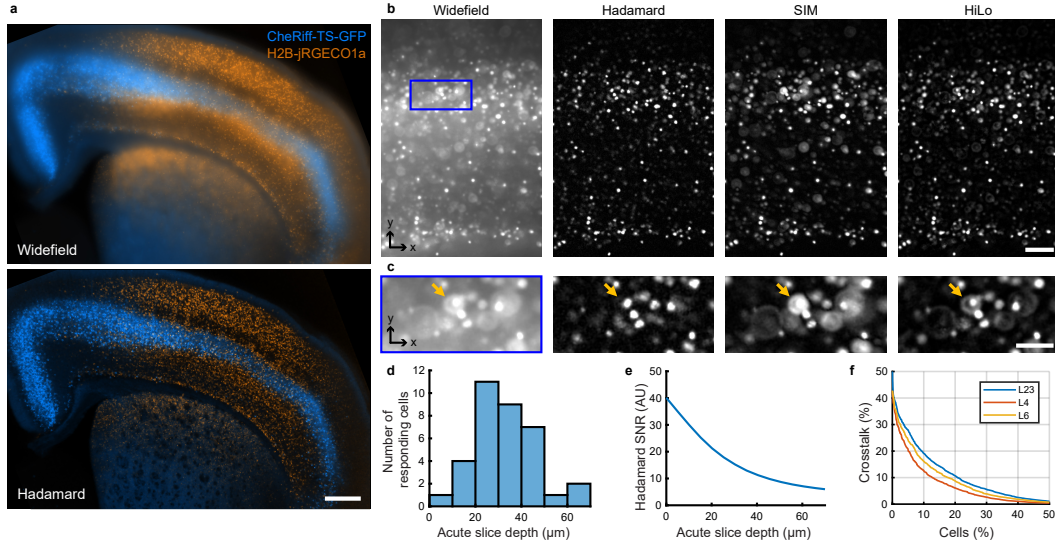 a
CheRiff-TS-GFP
H2B-jRGECO1a
Widefield
Hadamard
b
Widefield
Hadamard
SIM
HiLo
y
x
c
y
x
d
Number of
responding cells
12
10
8
6
4
2
0
0
20
40
60
Acute slice depth (μm)
e
Hadamard SNR (AU)
50
40
30
20
10
0
0
20
40
60
Acute slice depth (μm)
f
Crosstalk (%)
50
40
30
20
10
0
L23
L4
L6
0
10
20
30
40
50
Cells (%)